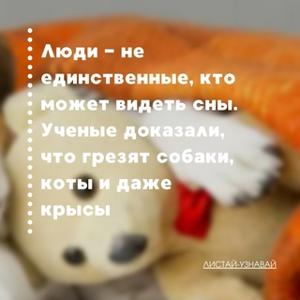 Люди - не
единственные, кто
может видеть сны.
Ученые доказали,
что грезят собаки,
коты и даже
крысы
ЛИСТАЙ-УЗНАВАЙ